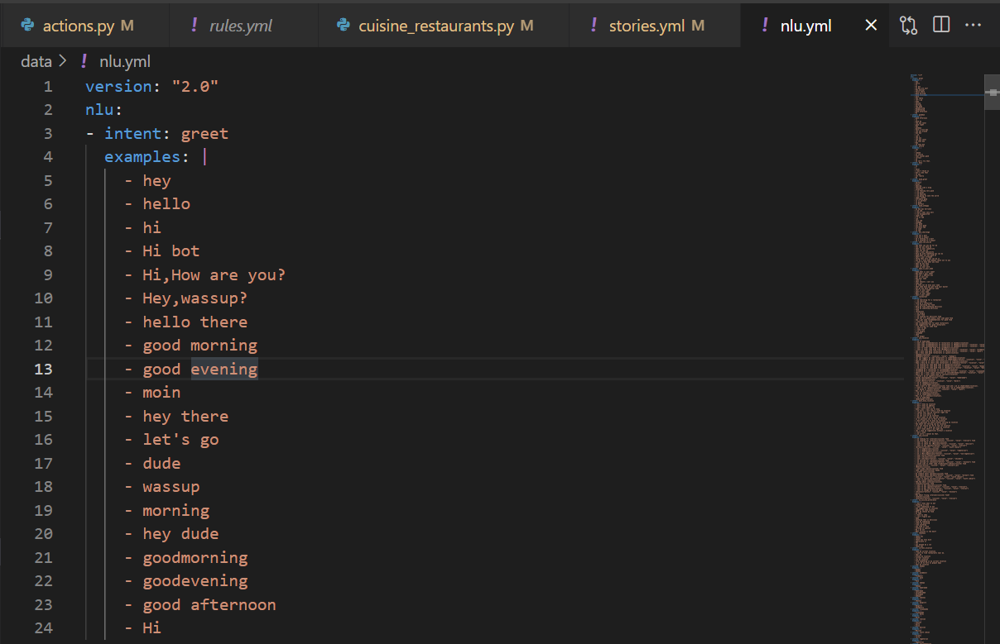 actions.py M ! rules.yml cuisine_restaurants.py M ! stories.yml M ! nlu.yml × ···
data > ! nlu.yml
1 version: "2.0"
2 nlu:
3 - intent: greet
4 examples: |
5 - hey
6 - hello
7 - hi
8 - Hi bot
9 - Hi,How are you?
10 - Hey,wassup?
11 - hello there
12 - good morning
13 - good evening
14 - moin
15 - hey there
16 - let's go
17 - dude
18 - wassup
19 - morning
20 - hey dude
21 - goodmorning
22 - goodevening
23 - good afternoon
24 - Hi